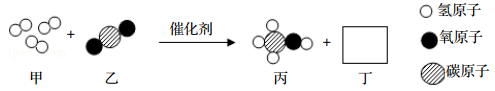 催化剂
甲 + 乙 丙 + 丁
氢原子
氧原子
碳原子